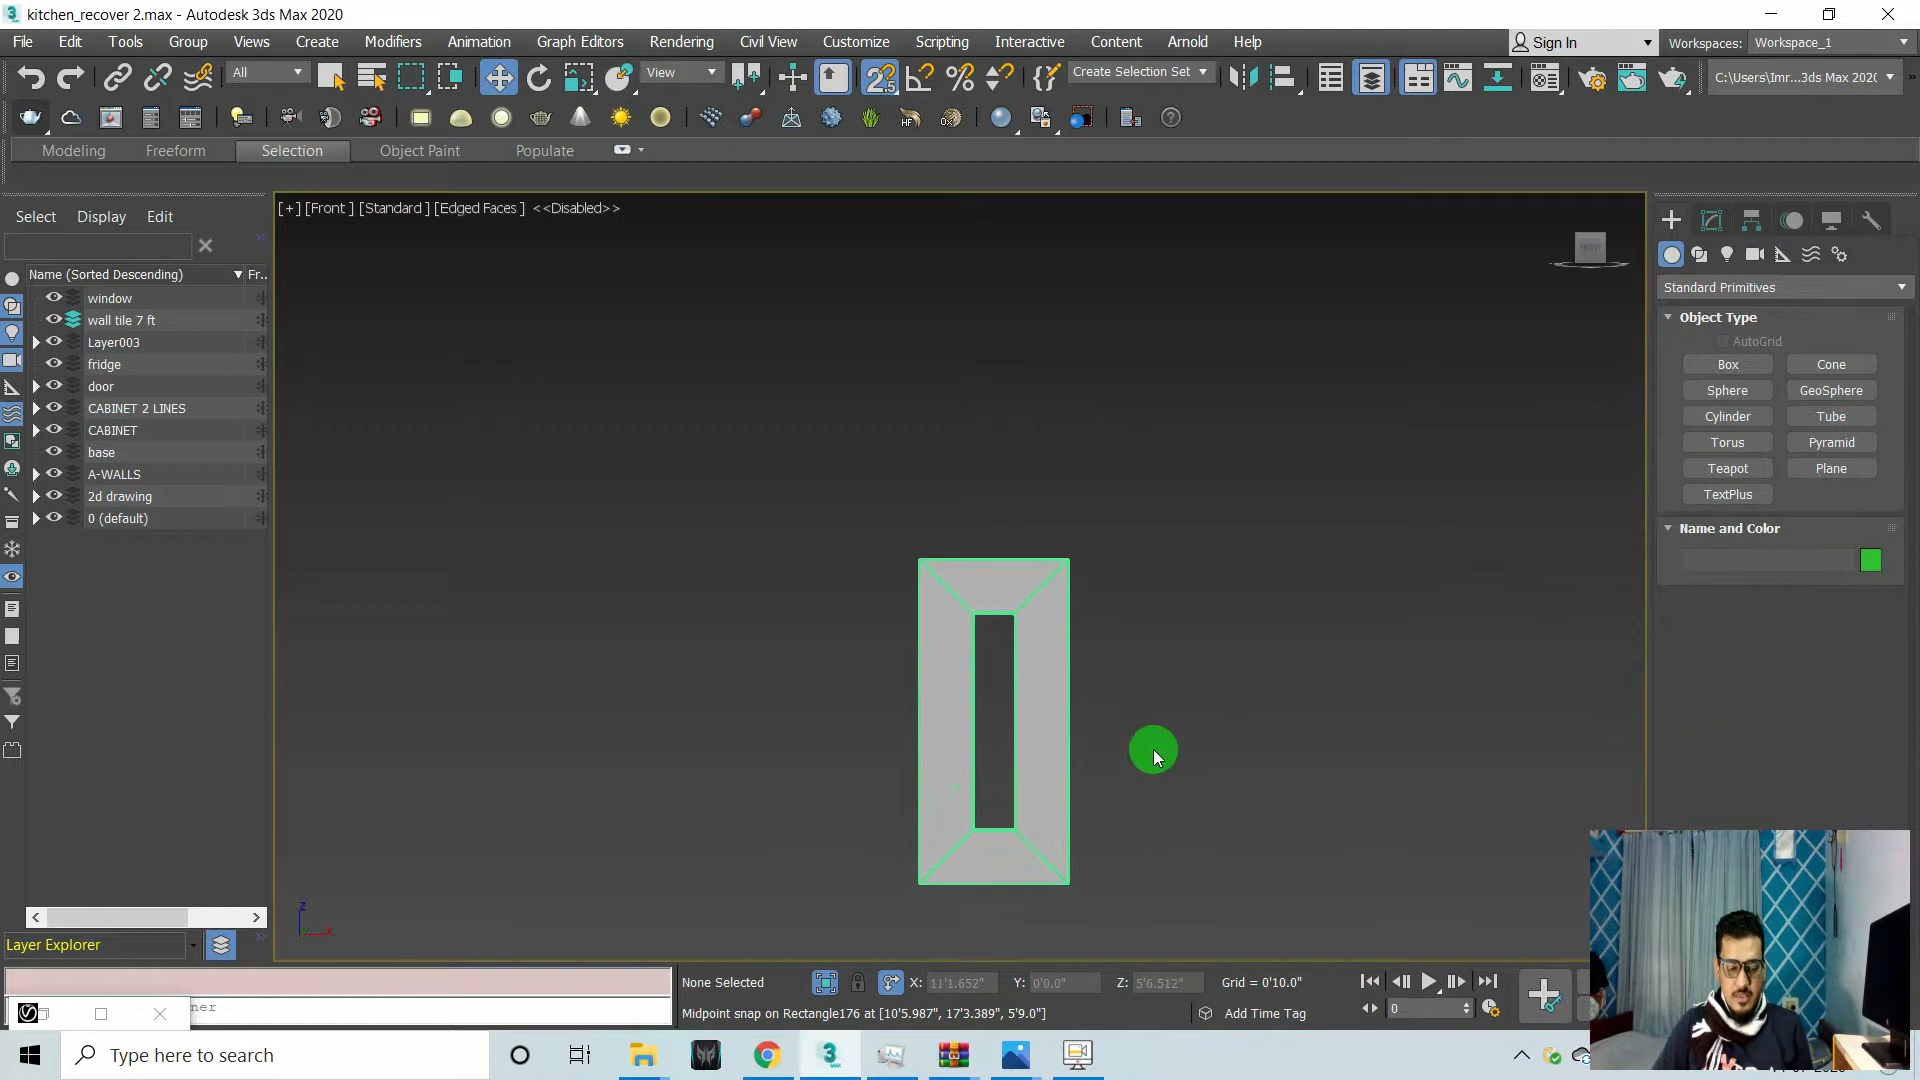 kitchen_recover 2.max - Autodesk 3ds Max 2020
File Edit Tools Group Views Create Modifiers Animation Graph Editors Rendering Civil View Customize Scripting Interactive Content Arnold Help
Sign In
Workspaces: Workspace_1
All
View
Create Selection Set
C:\Users\Imr...3ds Max 202(
Modeling Freeform Selection Object Paint Populate
Select Display Edit
[+] [Front ] [Standard ] [Edged Faces ] <<Disabled>>
FRONT
Name (Sorted Descending) Fr..
window
wall tile 7 ft
Layer003
fridge
door
CABINET 2 LINES
CABINET
base
A-WALLS
2d drawing
0 (default)
Standard Primitives
Object Type
AutoGrid
Box Cone
Sphere GeoSphere
Cylinder Tube
Torus Pyramid
Teapot Plane
TextPlus
Name and Color
z
x
Layer Explorer
None Selected
X: 11'1.652" Y: 0'0.0" Z: 5'6.512" Grid = 0'10.0"
ner
Midpoint snap on Rectangle176 at [10'5.987", 17'3.389", 5'9.0"]
Add Time Tag
0
Type here to search